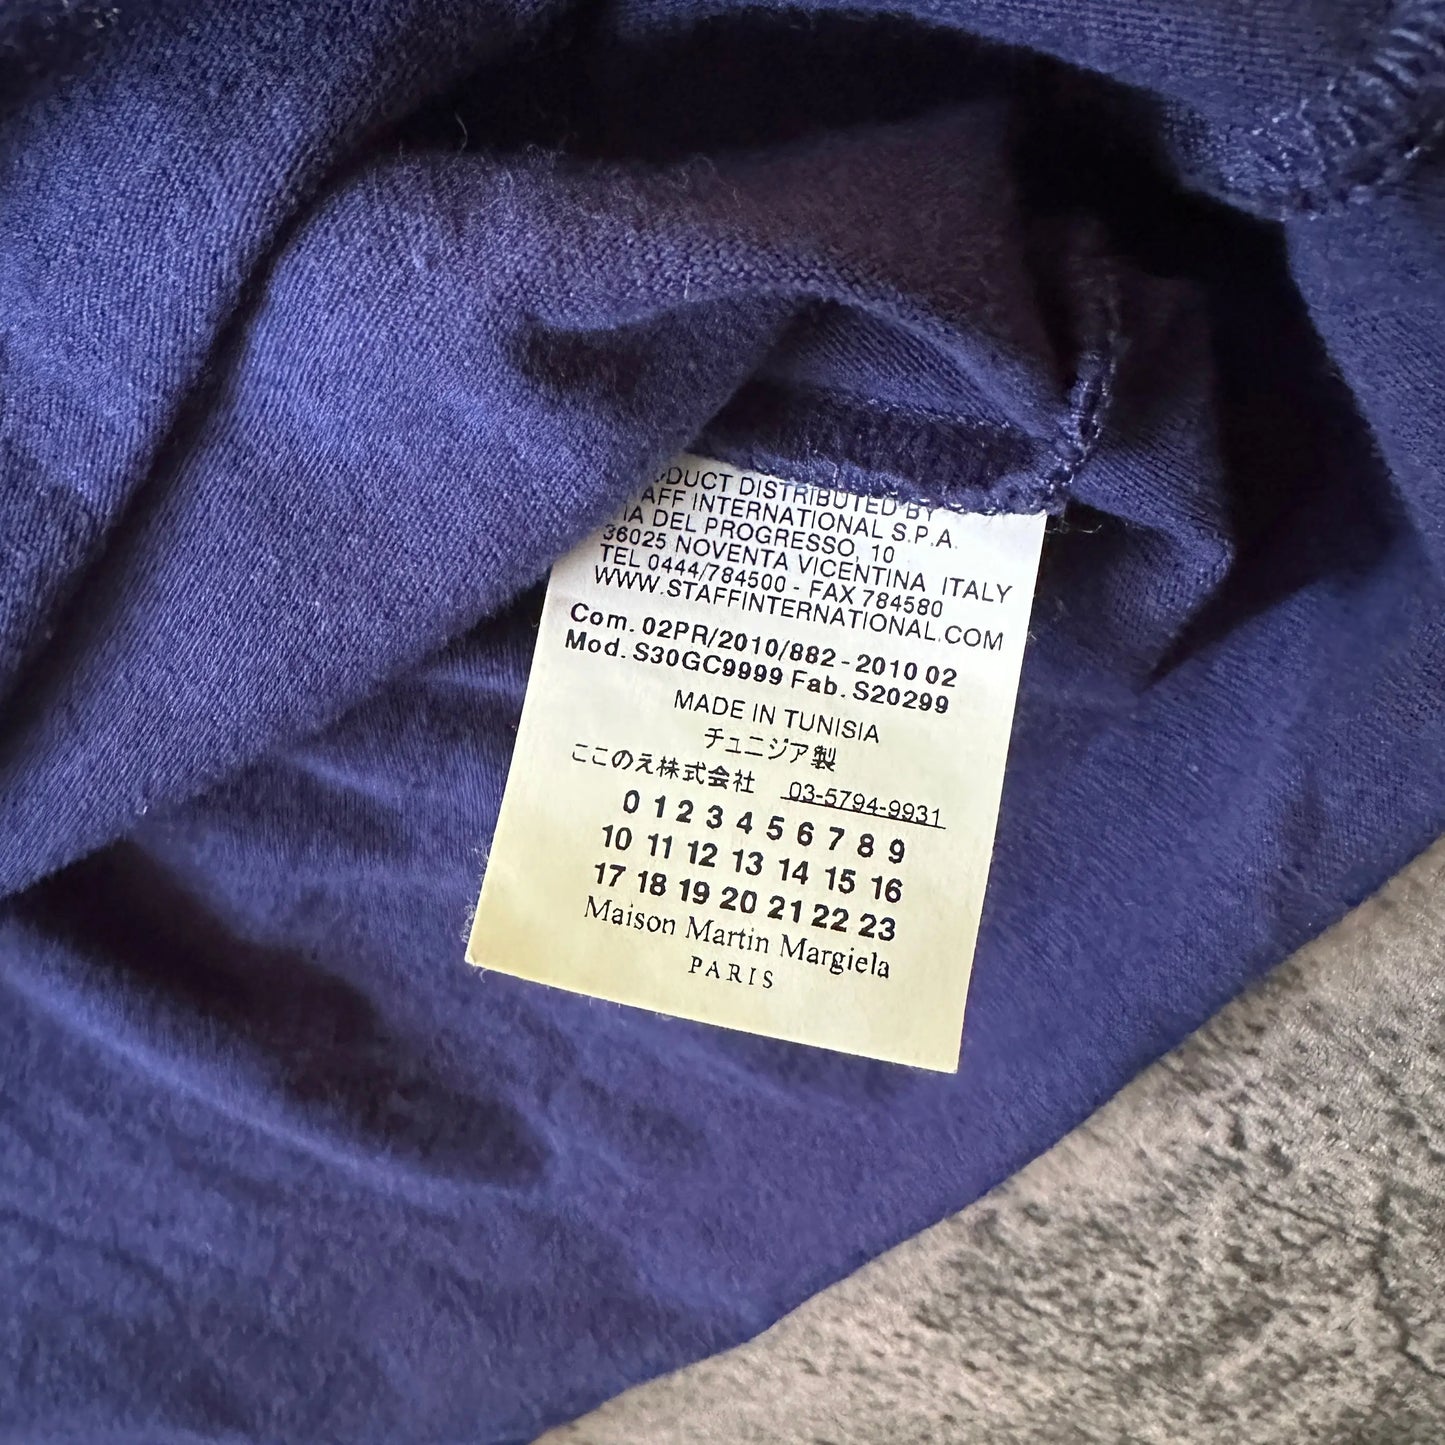 DUCT DISTRIBUTED BY
AFF INTERNATIONAL S.P.A.
IA DEL PROGRESSO, 10
36025 NOVENTA VICENTINA ITALY
TEL 0444/784500 - FAX 784580
WWW.STAFFINTERNATIONAL.COM
Com. 02PR/2010/882 - 2010 02
Mod. S30GC9999 Fab. S20299
MADE IN TUNISIA
チュニジア製
ここのえ株式会社 03-5794-9931
0 1 2 3 4 5 6 7 8 9
10 11 12 13 14 15 16
17 18 19 20 21 22 23
Maison Martin Margiela
PARIS